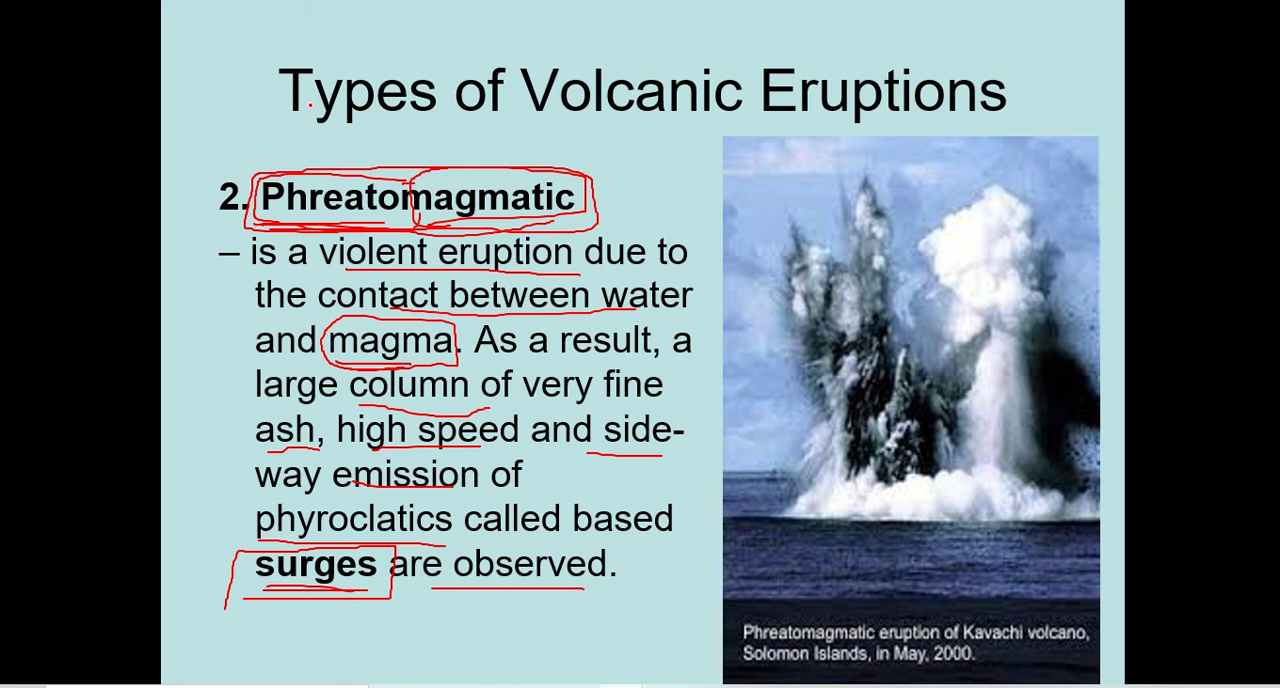 Types of Volcanic Eruptions
2. Phreatomagmatic
– is a violent eruption due to
the contact between water
and magma. As a result, a
large column of very fine
ash, high speed and side-
way emission of
phyroclatics called based
surges are observed.
Phreatomagmatic eruption of Kavachi volcano,
Solomon Islands, in May, 2000.